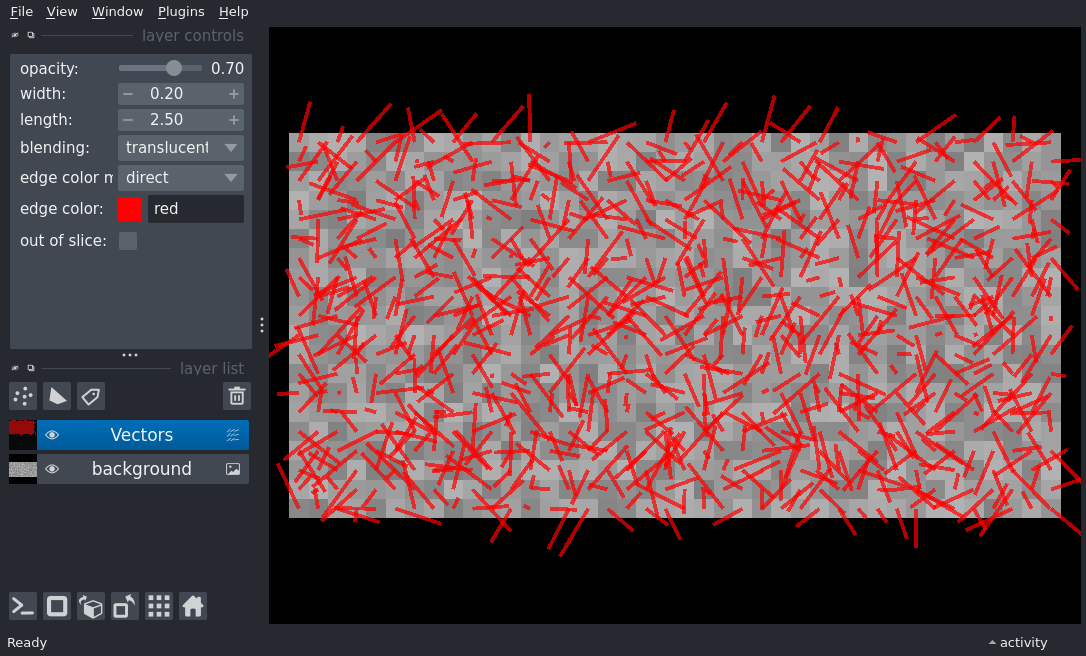 File View Window Plugins Help
layer controls
opacity: 0.70
width: − 0.20 +
length: − 2.50 +
blending: translucent
edge color m direct
edge color: red
out of slice:
layer list
Vectors
background
Ready
activity